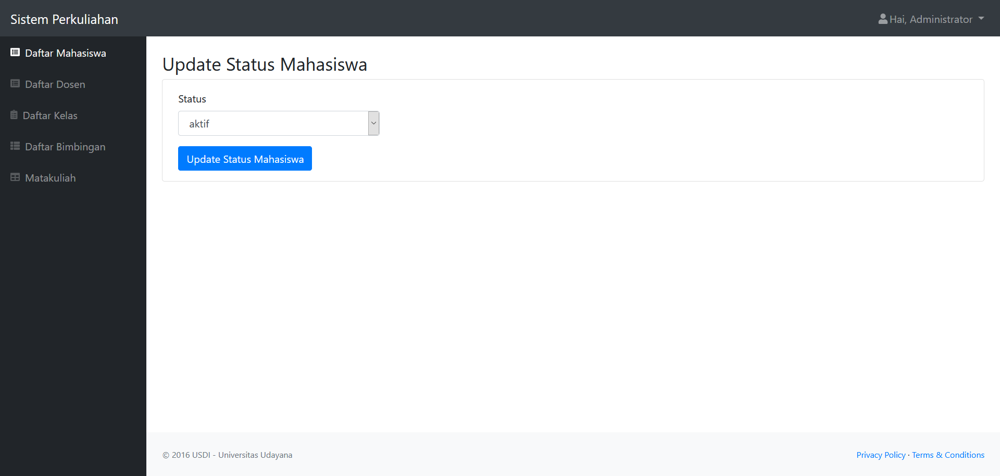 Sistem Perkuliahan
Hai, Administrator
Daftar Mahasiswa
Daftar Dosen
Daftar Kelas
Daftar Bimbingan
Matakuliah
Update Status Mahasiswa
Status
aktif
Update Status Mahasiswa
© 2016 USDI - Universitas Udayana
Privacy Policy · Terms & Conditions